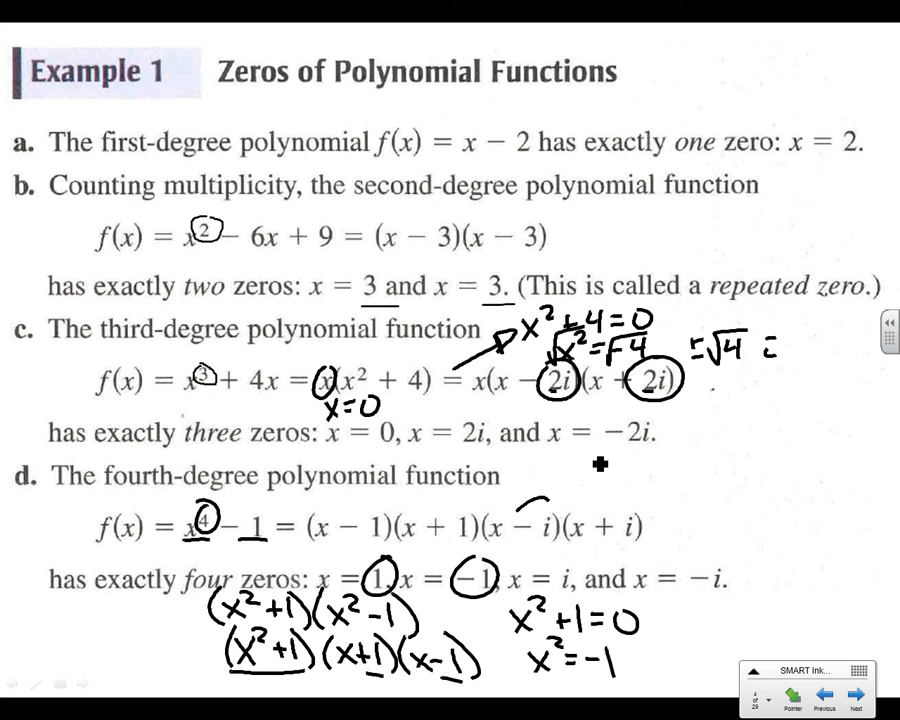 Example 1 Zeros of Polynomial Functions
a. The first-degree polynomial f(x) = x − 2 has exactly one zero: x = 2.
b. Counting multiplicity, the second-degree polynomial function
f(x) = x² − 6x + 9 = (x − 3)(x − 3)
has exactly two zeros: x = 3 and x = 3. (This is called a repeated zero.)
c. The third-degree polynomial function
x² + 4 = 0
√x² = √-4 ±√4 =
f(x) = x³ + 4x = x(x² + 4) = x(x − 2i)(x + 2i)
x=0
has exactly three zeros: x = 0, x = 2i, and x = −2i.
d. The fourth-degree polynomial function
f(x) = x⁴ − 1 = (x − 1)(x + 1)(x − i)(x + i)
has exactly four zeros: x = 1, x = −1, x = i, and x = −i.
(x²+1)(x²−1) x²+1=0
(x²+1)(x+1)(x−1) x²=−1
SMART Ink...
4 of 29 Pointer Previous Next